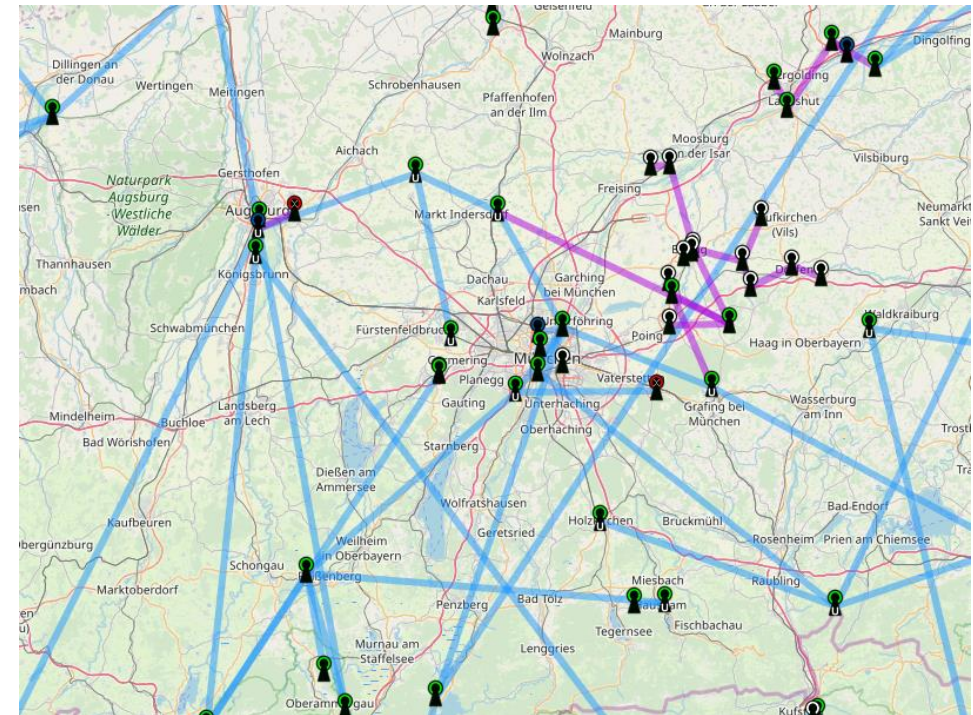 Geisenfeld
Mainburg
Dingolfing
Wolnzach
Dillingen an
der Donau
Wertingen
Meitingen
Schrobenhausen
Pfaffenhofen
an der Ilm
Moosburg
an der Isar
Vilsbiburg
Aichach
Gersthofen
Naturpark
Augsburg
-Westliche
Wälder
Freising
Markt Indersdorf
Neumarkt
Sankt Veit
Königsbrunn
Thannhausen
Dachau
Garching
bei München
Karlsfeld
Schwabmünchen
Fürstenfeldbruck
Poing
Haag in Oberbayern
Waldkraiburg
München
Planegg
Vaterstetten
Gauting
Unterhaching
Grafing bei
München
Wasserburg
am Inn
Oberhaching
Landsberg
am Lech
Mindelheim
Buchloe
Bad Wörishofen
Starnberg
Dießen am
Ammersee
Wolfratshausen
Kaufbeuren
Geretsried
Holzkirchen
Bruckmühl
Bad Endorf
Rosenheim
Prien am Chiemsee
Weilheim
in Oberbayern
Schongau
Marktoberdorf
Penzberg
Bad Tölz
Miesbach
Raubling
Hausham
Tegernsee
Fischbachau
Murnau am
Staffelsee
Lenggries
Oberammergau